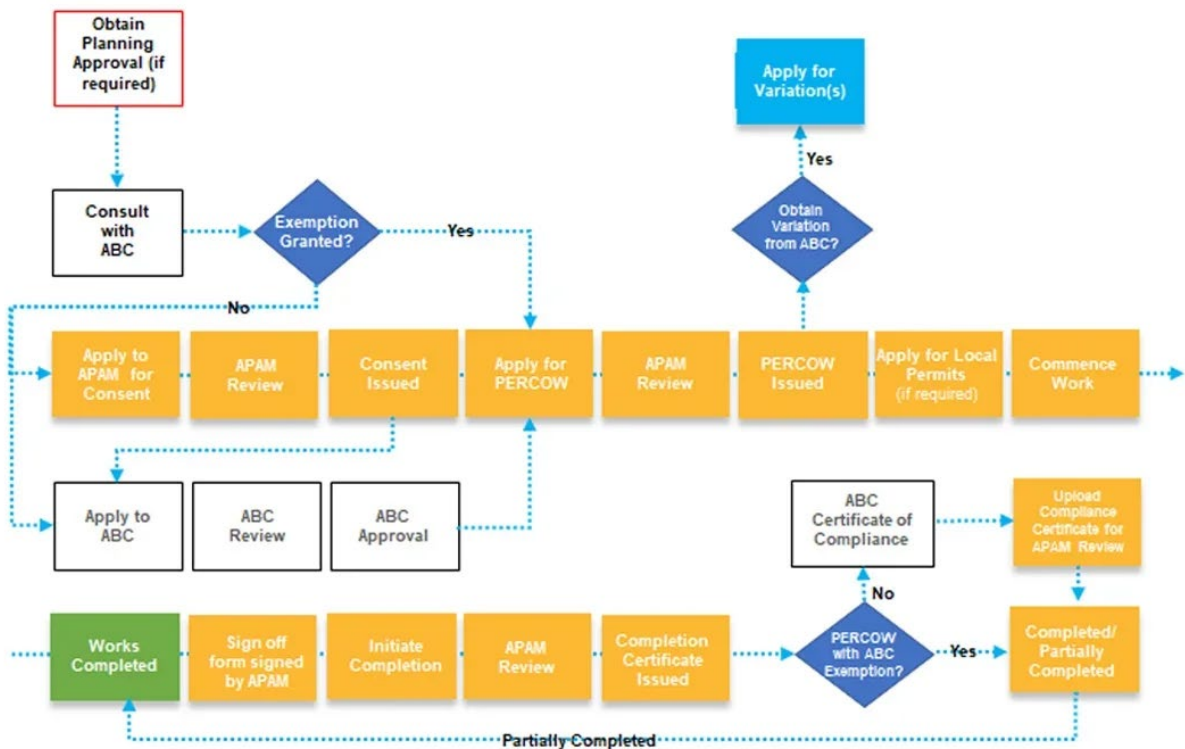 Obtain
Planning
Approval (if
required)
Apply for
Variation(s)
Yes
Consult
with
ABC
Exemption
Granted?
Yes
Obtain
Variation
from ABC?
No
Apply to
APAM for
Consent
APAM
Review
Consent
Issued
Apply for
PERCOW
APAM
Review
PERCOW
Issued
Apply for Local
Permits
(if required)
Commence
Work
Apply to
ABC
ABC
Review
ABC
Approval
ABC
Certificate of
Compliance
Upload
Compliance
Certificate for
APAM Review
No
Works
Completed
Sign off
form signed
by APAM
Initiate
Completion
APAM
Review
Completion
Certificate
Issued
PERCOW
with ABC
Exemption?
Yes
Completed/
Partially
Completed
Partially Completed